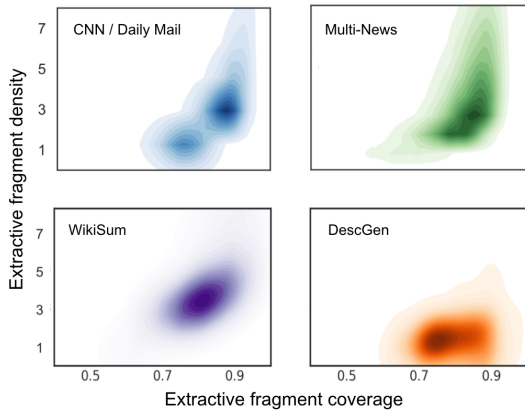 CNN / Daily Mail
Multi-News
7
5
3
1
WikiSum
DescGen
7
5
3
1
0.5 0.7 0.9 0.5 0.7 0.9
Extractive fragment density
Extractive fragment coverage